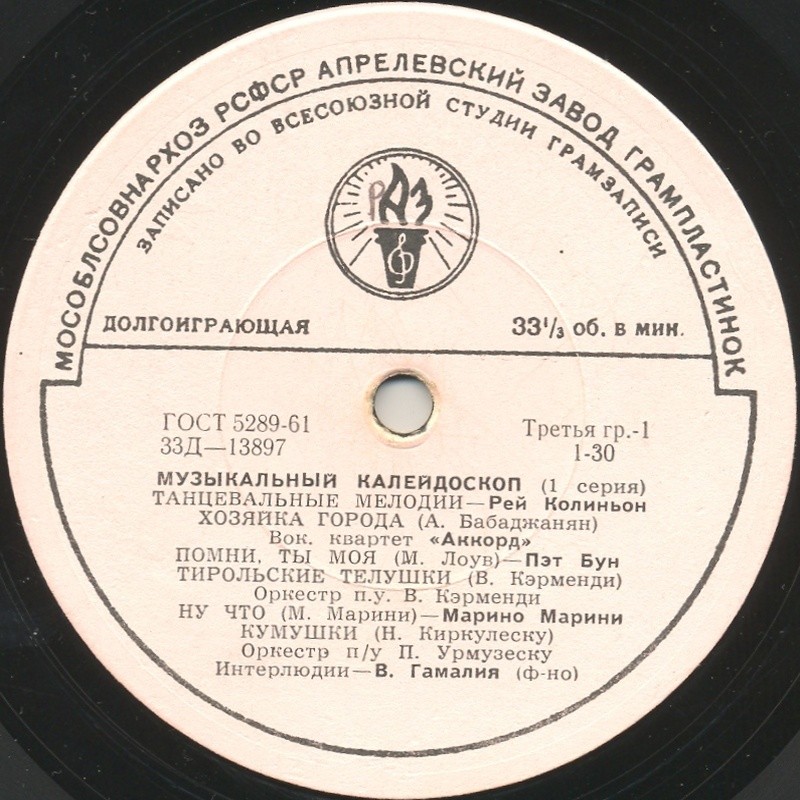 МОСОБЛСОВНАРХОЗ РСФСР АПРЕЛЕВСКИЙ ЗАВОД ГРАМПЛАСТИНОК
ЗАПИСАНО ВО ВСЕСОЮЗНОЙ СТУДИИ ГРАМЗАПИСИ
РАЗ
ДОЛГОИГРАЮЩАЯ 33⅓ об. в мин.
ГОСТ 5289-61 Третья гр.-1
33Д—13897 1-30
МУЗЫКАЛЬНЫЙ КАЛЕЙДОСКОП (1 серия)
ТАНЦЕВАЛЬНЫЕ МЕЛОДИИ—Рей Колиньон
ХОЗЯЙКА ГОРОДА (А. Бабаджанян)
Вок. квартет «Аккорд»
ПОМНИ, ТЫ МОЯ (М. Лоув)—Пэт Бун
ТИРОЛЬСКИЕ ТЕЛУШКИ (В. Кэрменди)
Оркестр п.у. В. Кэрменди
НУ ЧТО (М. Марини)—Марино Марини
КУМУШКИ (Н. Киркулеску)
Оркестр п/у П. Урмузеску
Интерлюдии—В. Гамалия (ф-но)